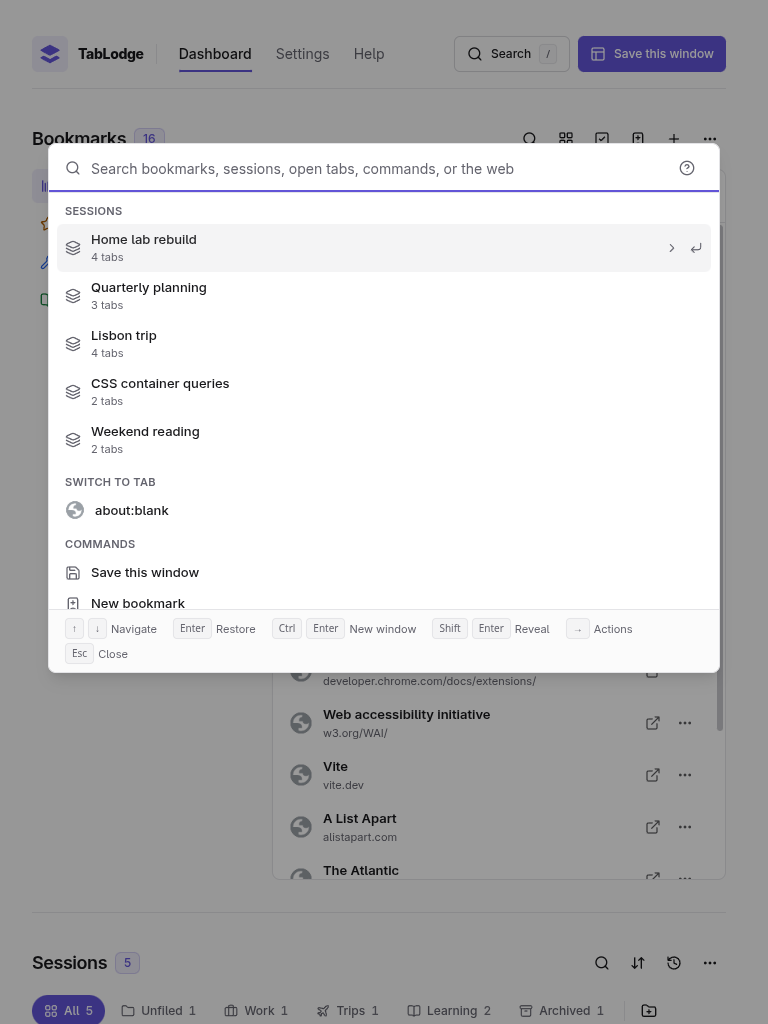 TabLodge
Dashboard
Settings
Help
Search /
Save this window
Bookmarks 16
Search bookmarks, sessions, open tabs, commands, or the web
SESSIONS
Home lab rebuild
4 tabs
Quarterly planning
3 tabs
Lisbon trip
4 tabs
CSS container queries
2 tabs
Weekend reading
2 tabs
SWITCH TO TAB
about:blank
COMMANDS
Save this window
New bookmark
↑ ↓ Navigate Enter Restore Ctrl Enter New window Shift Enter Reveal → Actions
Esc Close
developer.chrome.com/docs/extensions/
Web accessibility initiative
w3.org/WAI/
Vite
vite.dev
A List Apart
alistapart.com
The Atlantic
Sessions 5
All 5
Unfiled 1
Work 1
Trips 1
Learning 2
Archived 1